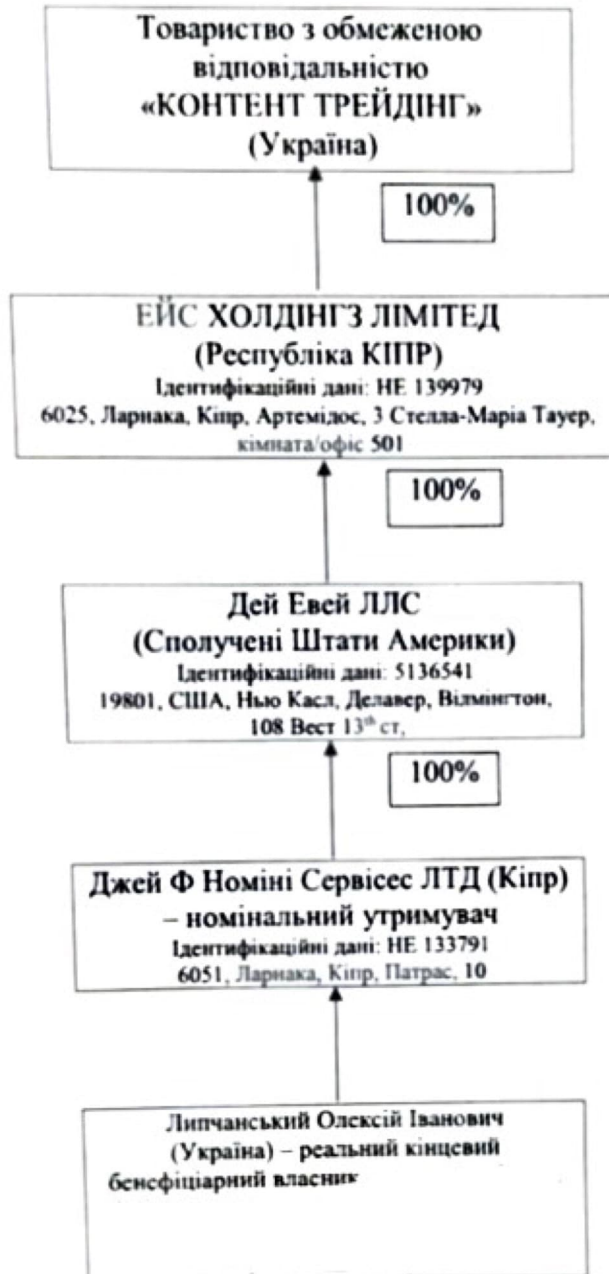 Товариство з обмеженою
відповідальністю
«КОНТЕНТ ТРЕЙДІНГ»
(Україна)
100%
ЕЙС ХОЛДІНГЗ ЛІМІТЕД
(Республіка КІПР)
Ідентифікаційні дані: НЕ 139979
6025, Ларнака, Кіпр, Артемідос, 3 Стелла-Маріа Тауер,
кімната/офіс 501
100%
Дей Евей ЛЛС
(Сполучені Штати Америки)
Ідентифікаційні дані: 5136541
19801, США, Нью Касл, Делавер, Вілмінгтон,
108 Вест 13th ст,
100%
Джей Ф Номіні Сервісес ЛТД (Кіпр)
– номінальний утримувач
Ідентифікаційні дані: НЕ 133791
6051, Ларнака, Кіпр, Патрас, 10
Липчанський Олексій Іванович
(Україна) – реальний кінцевий
бенефіціарний власник